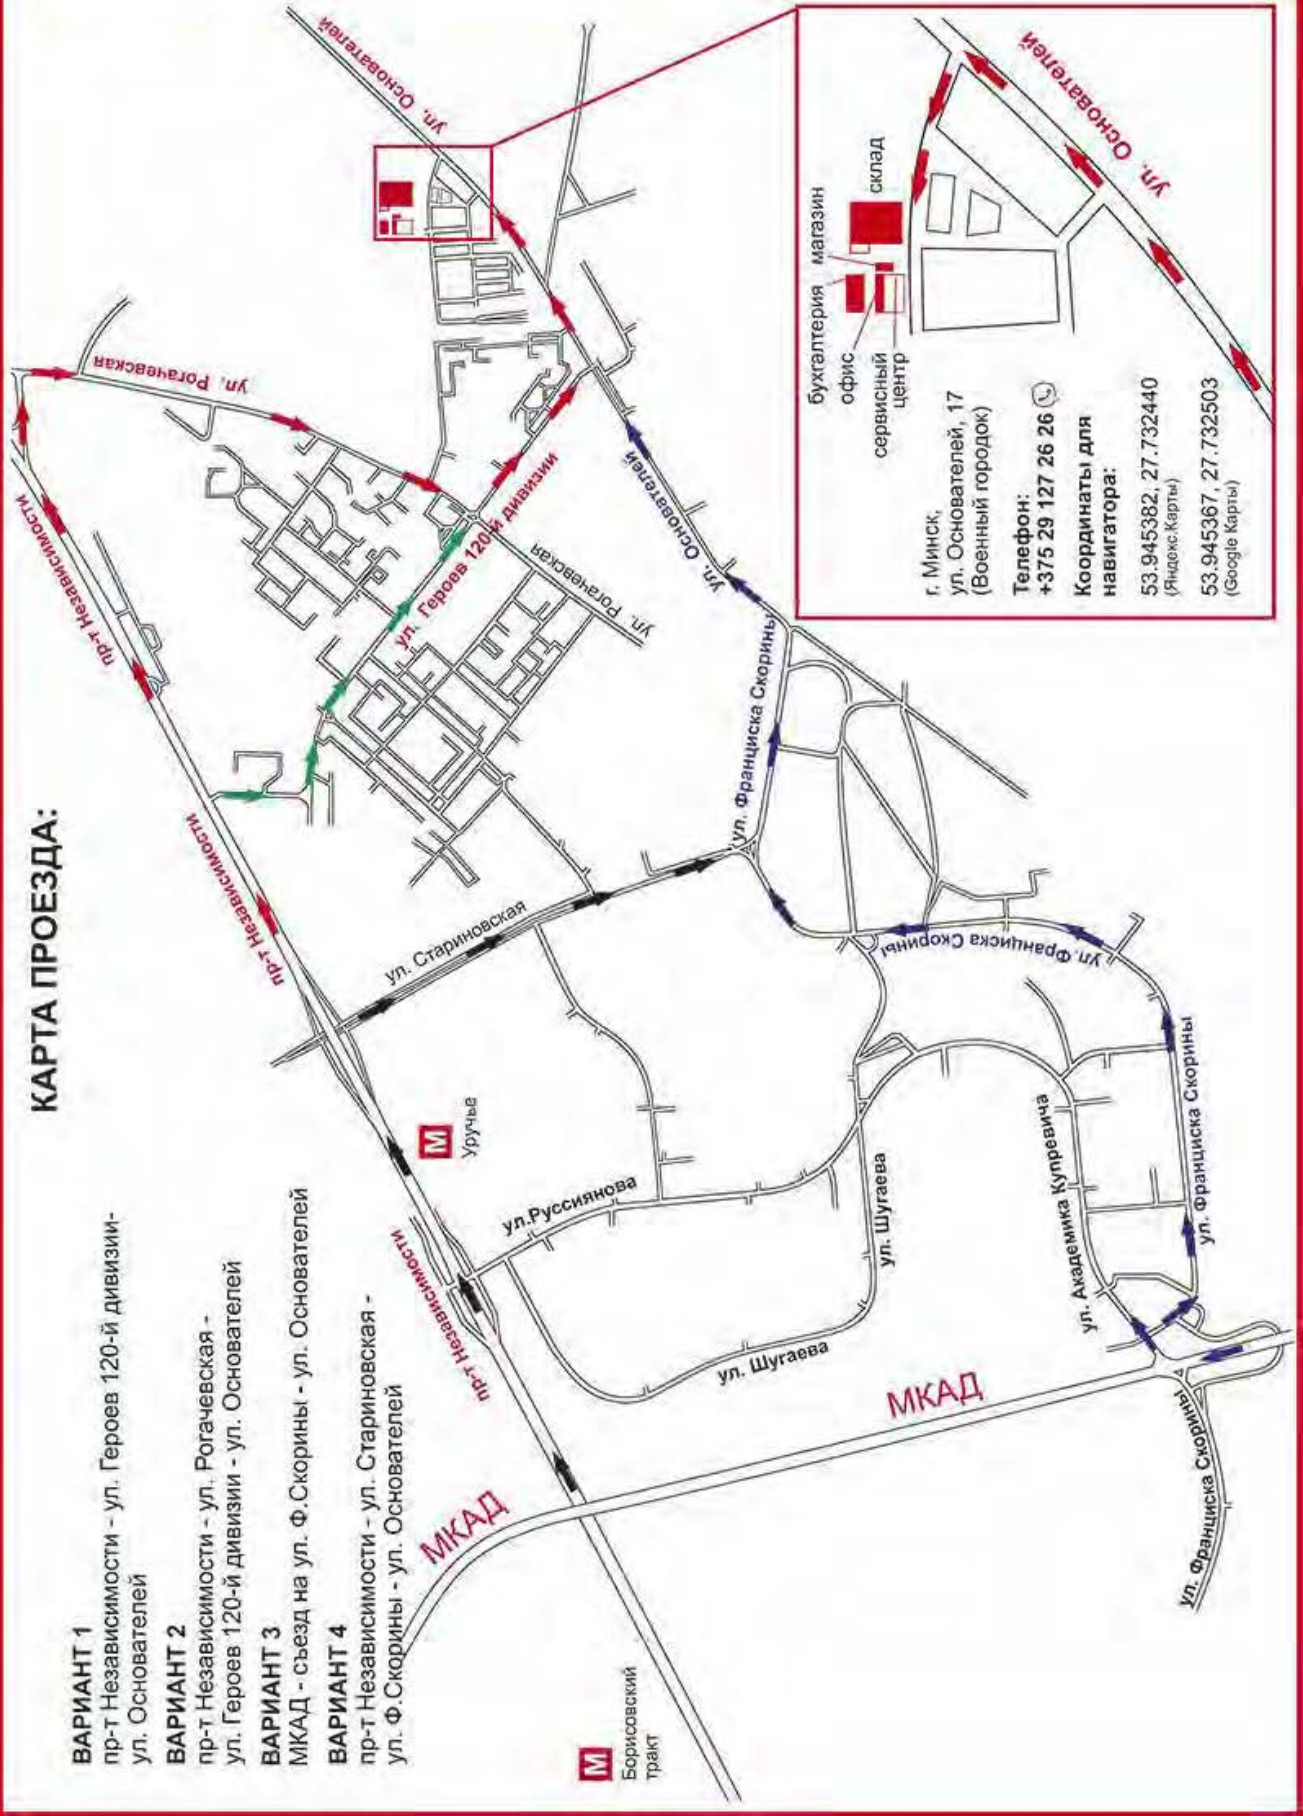 КАРТА ПРОЕЗДА:
ВАРИАНТ 1
пр-т Независимости - ул. Героев 120-й дивизии-
ул. Основателей
ВАРИАНТ 2
пр-т Независимости - ул. Рогачевская -
ул. Героев 120-й дивизии - ул. Основателей
ВАРИАНТ 3
МКАД - съезд на ул. Ф.Скорины - ул. Основателей
ВАРИАНТ 4
пр-т Независимости - ул. Стариновская -
ул. Ф.Скорины - ул. Основателей
М
Борисовский
тракт
МКАД
пр-т Независимости
М
Уручье
пр-т Независимости
пр-т Независимости
ул. Рогачевская
ул. Основателей
ул. Героев 120-й дивизии
ул. Рогачевская
ул. Стариновская
ул.Руссиянова
ул. Шугаева
ул. Шугаева
МКАД
ул. Академика Купревича
ул. Франциска Скорины
ул. Франциска Скорины
ул. Франциска Скорины
ул. Франциска Скорины
ул. Основателей
бухгалтерия
магазин
офис
склад
сервисный
центр
ул. Основателей
г. Минск,
ул. Основателей, 17
(Военный городок)
Телефон:
+375 29 127 26 26
Координаты для
навигатора:
53.945382, 27.732440
(Яндекс.Карты)
53.945367, 27.732503
(Google Карты)